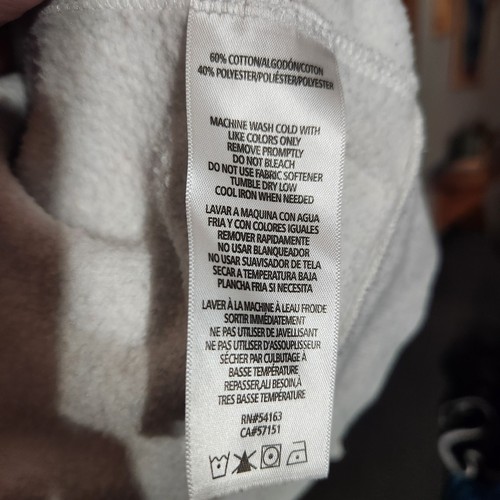 60% COTTON/ALGODÓN/COTON
40% POLYESTER/POLIÉSTER/POLYESTER
MACHINE WASH COLD WITH
LIKE COLORS ONLY
REMOVE PROMPTLY
DO NOT BLEACH
DO NOT USE FABRIC SOFTENER
TUMBLE DRY LOW
COOL IRON WHEN NEEDED
LAVAR A MAQUINA CON AGUA
FRIA Y CON COLORES IGUALES
REMOVER RAPIDAMENTE
NO USAR BLANQUEADOR
NO USAR SUAVISADOR DE TELA
SECAR A TEMPERATURA BAJA
PLANCHA FRIA SI NECESITA
LAVER À LA MACHINE À LEAU FROIDE
SORTIR IMMÉDIATEMENT
NE PAS UTILISER DE JAVELLISANT
NE PAS UTILISER D'ASSOUPLISSEUR
SÉCHER PAR CULBUTAGE À
BASSE TEMPÉRATURE
REPASSER,AU BESOIN,À
TRES BASSE TEMPÉRATURE
RN#54163
CA#57151